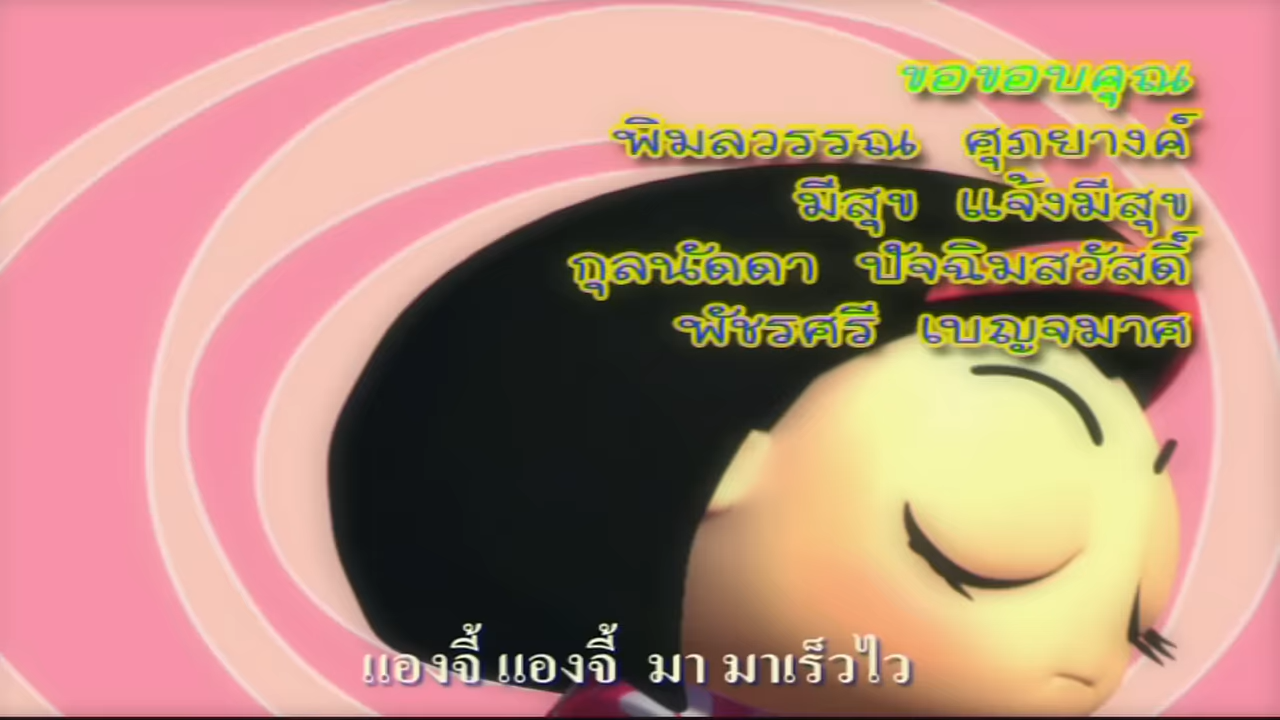 ขอขอบคุณ
พิมลวรรณ ศุภยางค์
มีสุข แจ้งมีสุข
กุลนัดดา ปัจฉิมสวัสดิ์
พัชรศรี เบญจมาศ
แองจี้ แองจี้ มา มาเร็วไว